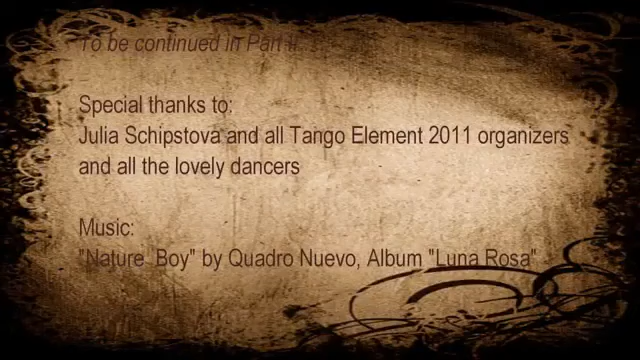 To be continued in Part II.
Special thanks to:
Julia Schipstova and all Tango Element 2011 organizers
and all the lovely dancers
Music:
"Nature Boy" by Quadro Nuevo, Album "Luna Rosa"